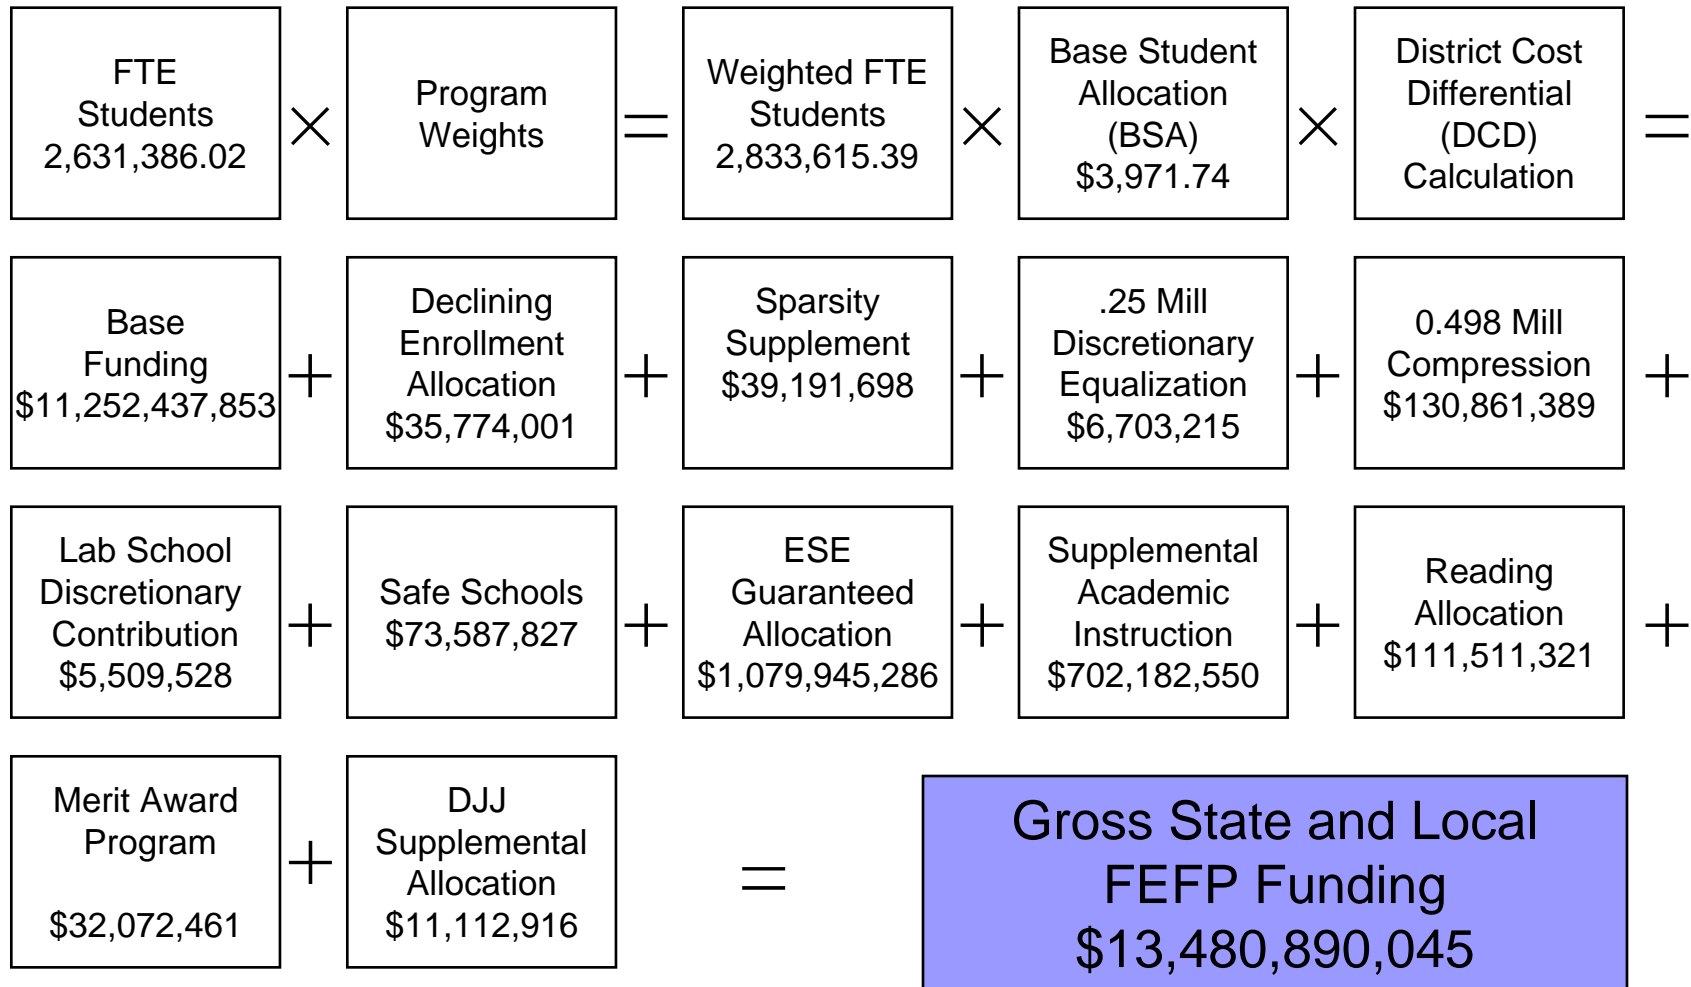 FTE
Students
2,631,386.02
×
Program
Weights
=
Weighted FTE
Students
2,833,615.39
×
Base Student
Allocation
(BSA)
$3,971.74
×
District Cost
Differential
(DCD)
Calculation
=
Base
Funding
$11,252,437,853
+
Declining
Enrollment
Allocation
$35,774,001
+
Sparsity
Supplement
$39,191,698
+
.25 Mill
Discretionary
Equalization
$6,703,215
+
0.498 Mill
Compression
$130,861,389
+
Lab School
Discretionary
Contribution
$5,509,528
+
Safe Schools
$73,587,827
+
ESE
Guaranteed
Allocation
$1,079,945,286
+
Supplemental
Academic
Instruction
$702,182,550
+
Reading
Allocation
$111,511,321
+
Merit Award
Program
$32,072,461
+
DJJ
Supplemental
Allocation
$11,112,916
=
Gross State and Local
FEFP Funding
$13,480,890,045